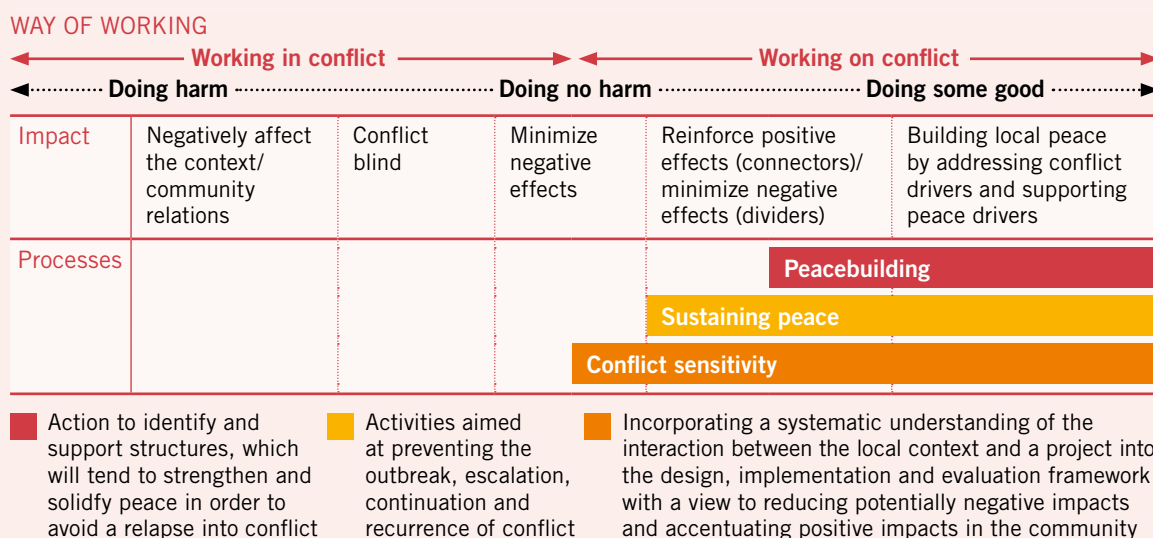 WAY OF WORKING
Working in conflict
Working on conflict
Doing harm
Doing no harm
Doing some good
Impact
Negatively affect
the context/
community
relations
Conflict
blind
Minimize
negative
effects
Reinforce positive
effects (connectors)/
minimize negative
effects (dividers)
Building local peace
by addressing conflict
drivers and supporting
peace drivers
Processes
Peacebuilding
Sustaining peace
Conflict sensitivity
Action to identify and
support structures, which
will tend to strengthen and
solidfy peace in order to
avoid a relapse into conflict
Activities aimed
at preventing the
outbreak, escalation,
continuation and
recurrence of conflict
Incorporating a systematic understanding of the
interaction between the local context and a project into
the design, implementation and evaluation framework
with a view to reducing potentially negative impacts
and accentuating positive impacts in the community